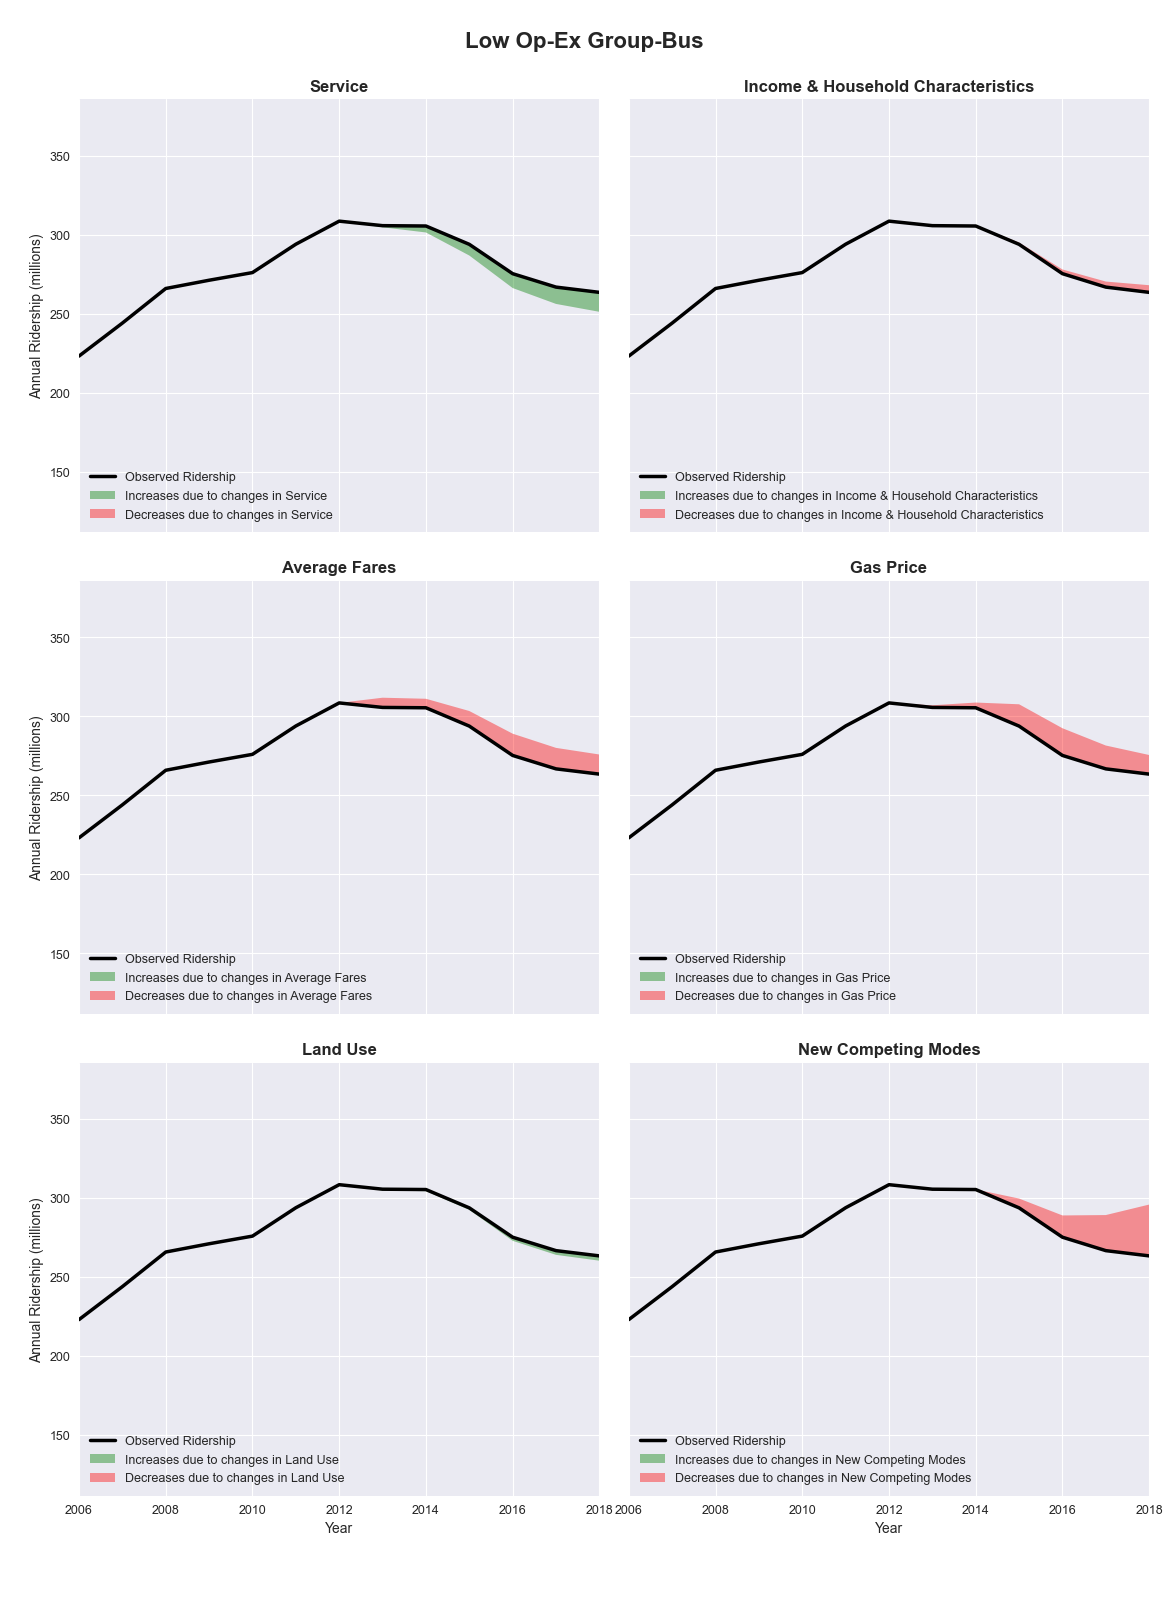 Low Op-Ex Group-Bus
Service
Income & Household Characteristics
Annual Ridership (millions)
350
300
250
200
150
Observed Ridership
Increases due to changes in Service
Decreases due to changes in Service
Observed Ridership
Increases due to changes in Income & Household Characteristics
Decreases due to changes in Income & Household Characteristics
Average Fares
Gas Price
Annual Ridership (millions)
350
300
250
200
150
Observed Ridership
Increases due to changes in Average Fares
Decreases due to changes in Average Fares
Observed Ridership
Increases due to changes in Gas Price
Decreases due to changes in Gas Price
Land Use
New Competing Modes
Annual Ridership (millions)
350
300
250
200
150
Observed Ridership
Increases due to changes in Land Use
Decreases due to changes in Land Use
Observed Ridership
Increases due to changes in New Competing Modes
Decreases due to changes in New Competing Modes
2006 2008 2010 2012 2014 2016 2018
2006 2008 2010 2012 2014 2016 2018
Year
Year